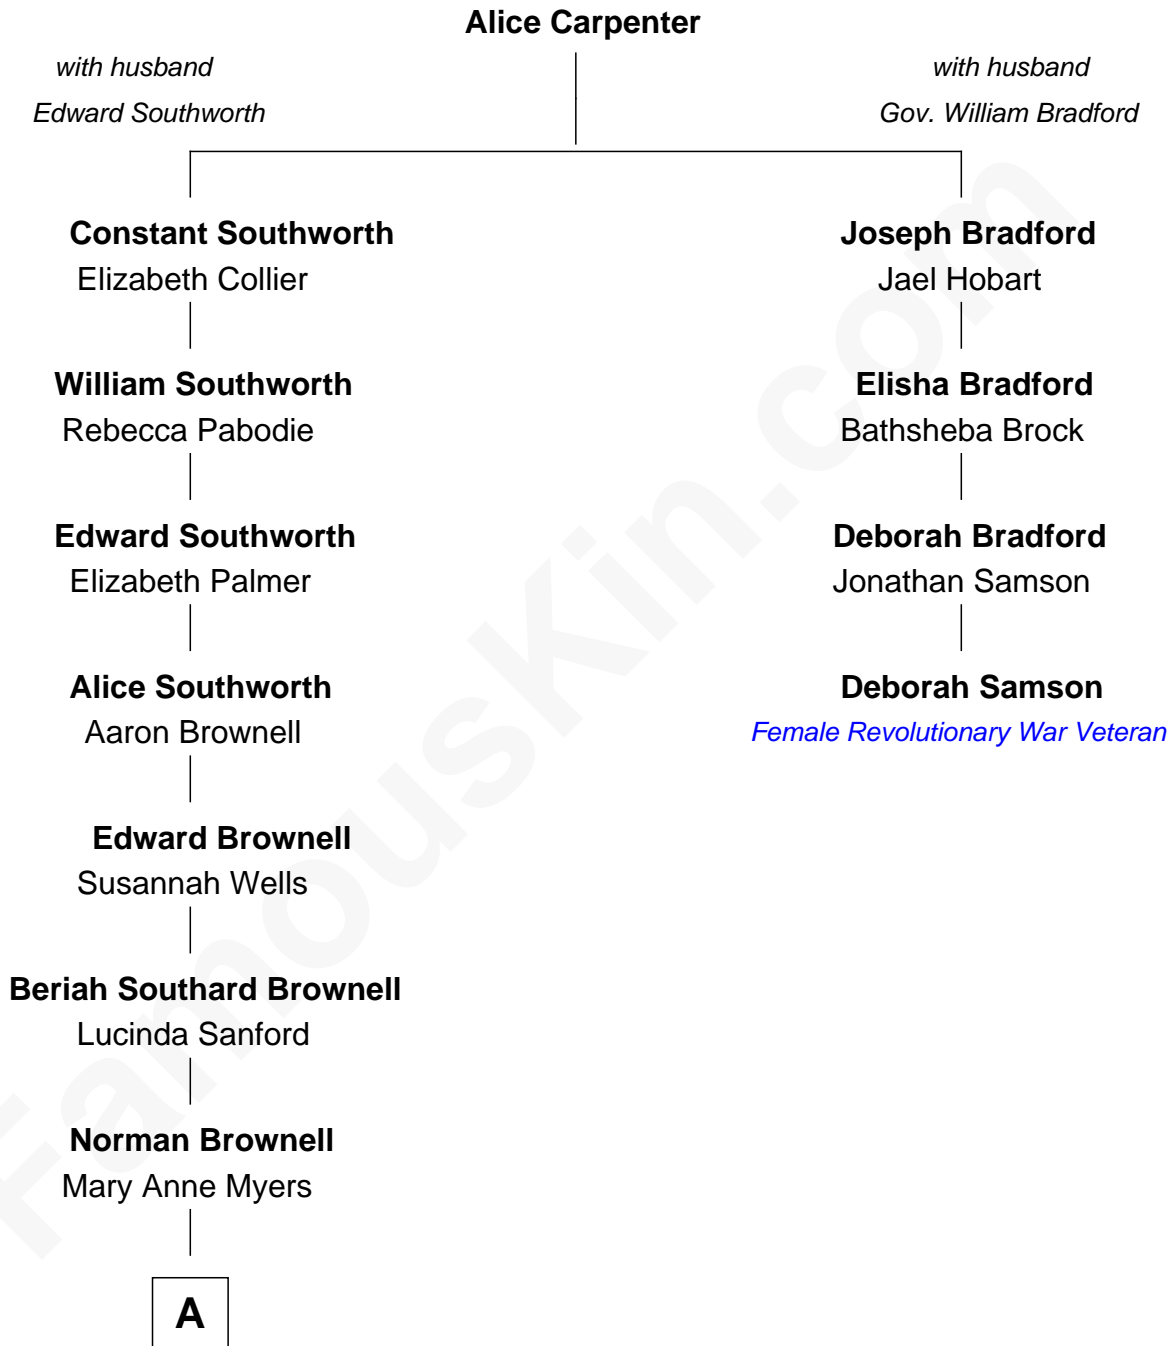 Alice Carpenter
with husband
Edward Southworth
with husband
Gov. William Bradford
Constant Southworth
Elizabeth Collier
William Southworth
Rebecca Pabodie
Edward Southworth
Elizabeth Palmer
Alice Southworth
Aaron Brownell
Edward Brownell
Susannah Wells
Beriah Southard Brownell
Lucinda Sanford
Norman Brownell
Mary Anne Myers
A
Joseph Bradford
Jael Hobart
Elisha Bradford
Bathsheba Brock
Deborah Bradford
Jonathan Samson
Deborah Samson
Female Revolutionary War Veteran
FamousKin.com